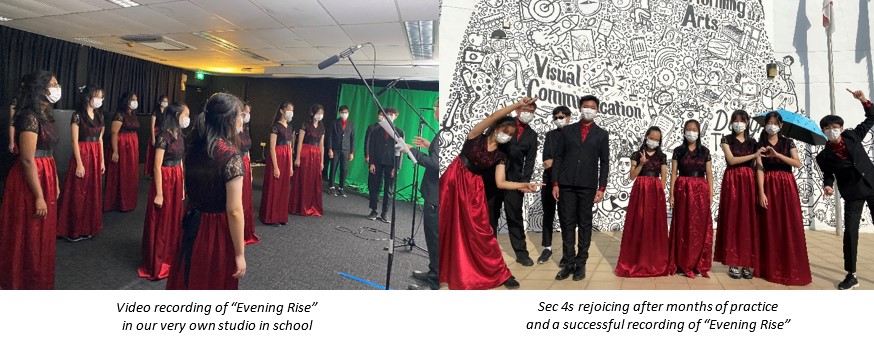 orming
Arts
Visual
Communication
D
Video recording of “Evening Rise”
in our very own studio in school
Sec 4s rejoicing after months of practice
and a successful recording of “Evening Rise”